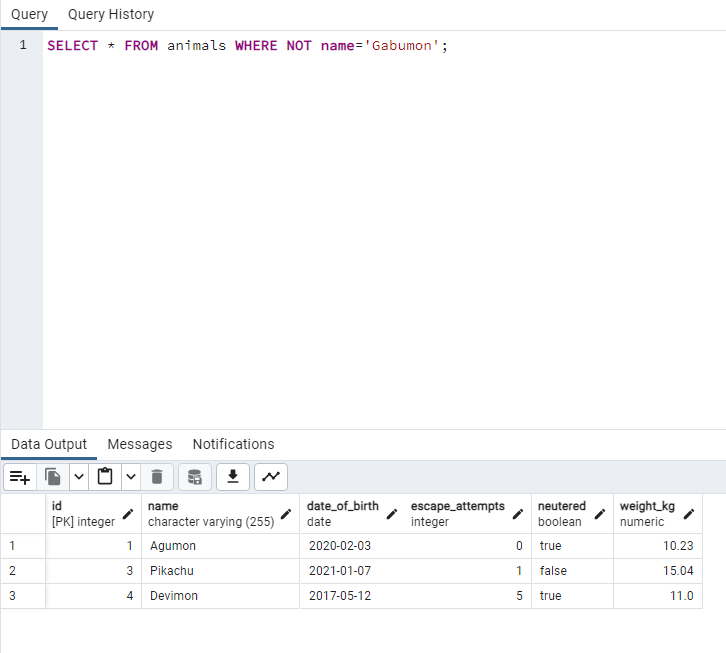 Query Query History
1 SELECT * FROM animals WHERE NOT name='Gabumon';
Data Output Messages Notifications
id name date_of_birth escape_attempts neutered weight_kg
[PK] integer character varying (255) date integer boolean numeric
1 1 Agumon 2020-02-03 0 true 10.23
2 3 Pikachu 2021-01-07 1 false 15.04
3 4 Devimon 2017-05-12 5 true 11.0